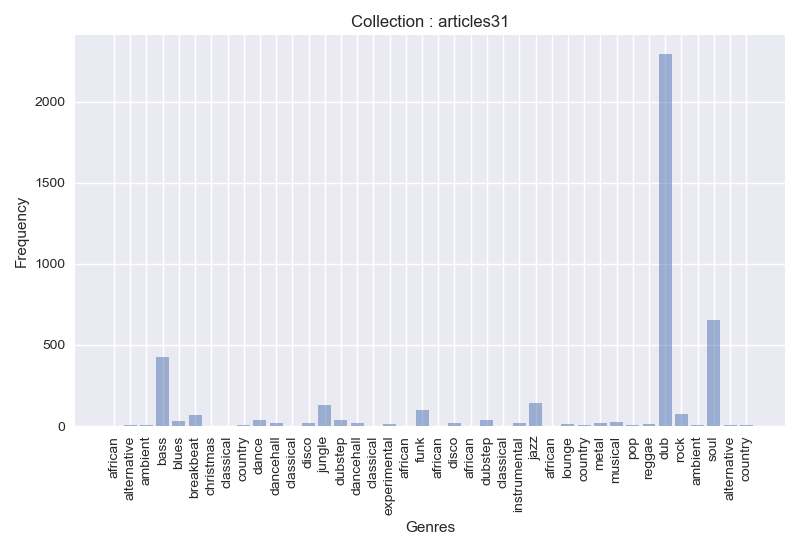 Collection : articles31
Frequency
2000
1500
1000
500
0
african
alternative
ambient
bass
blues
breakbeat
christmas
classical
country
dance
dancehall
classical
disco
jungle
dubstep
dancehall
classical
experimental
african
funk
african
disco
african
dubstep
classical
instrumental
jazz
african
lounge
country
metal
musical
pop
reggae
dub
rock
ambient
soul
alternative
country
Genres